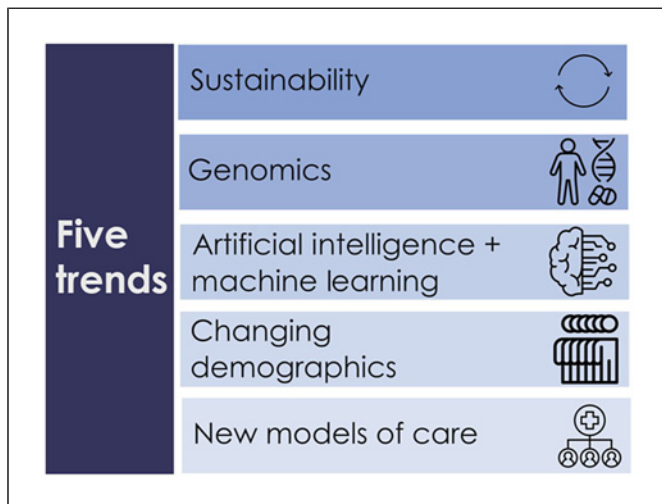 Five
trends
Sustainability
Genomics
Artificial intelligence +
machine learning
Changing
demographics
New models of care